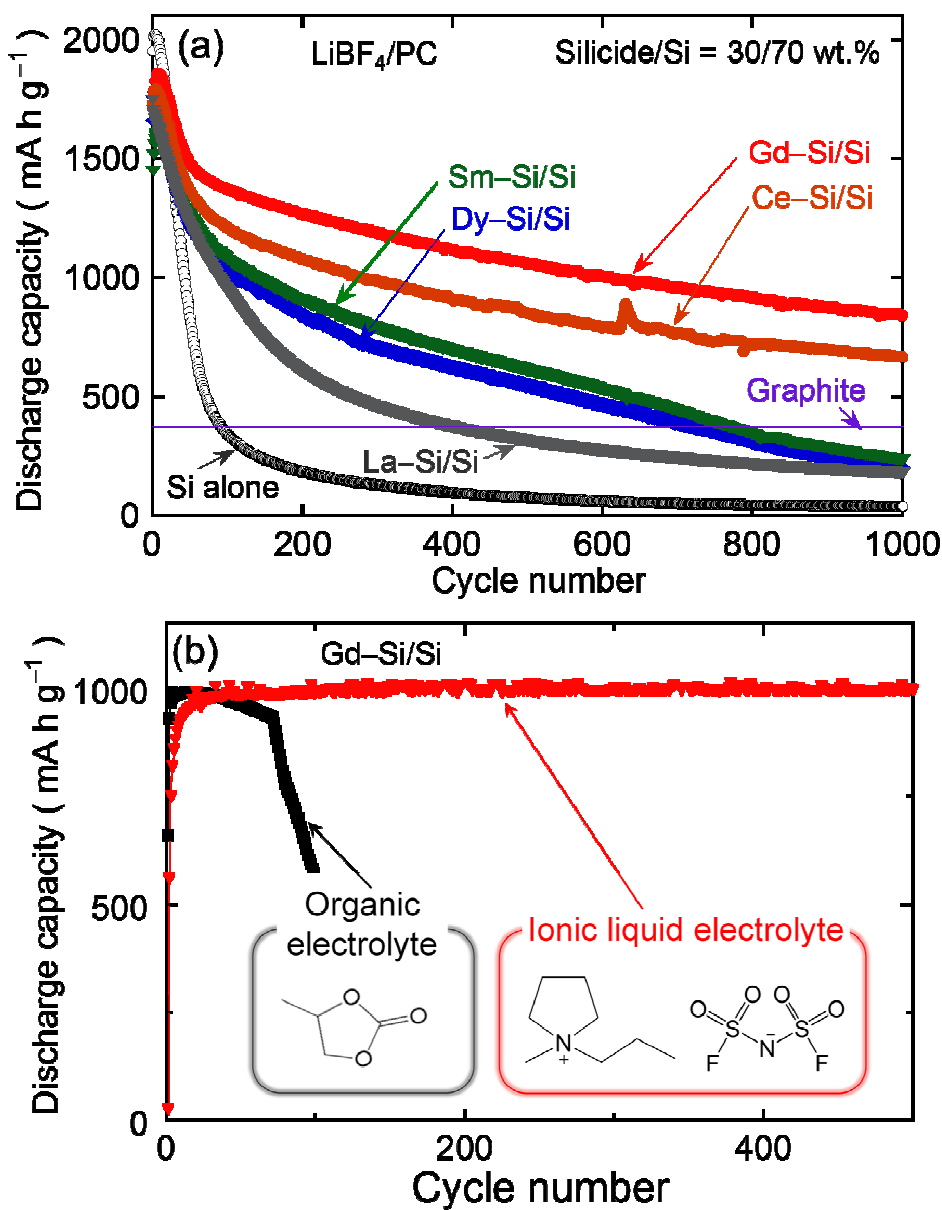 (a)
LiBF₄/PC
Silicide/Si = 30/70 wt.%
Discharge capacity ( mA h g⁻¹ )
2000
1500
1000
500
0
Gd–Si/Si
Sm–Si/Si
Ce–Si/Si
Dy–Si/Si
Graphite
La–Si/Si
Si alone
0 200 400 600 800 1000
Cycle number
(b)
Gd–Si/Si
Discharge capacity ( mA h g⁻¹ )
1000
500
0
Organic
electrolyte
Ionic liquid electrolyte
O
O
O
N
+
O O O O
S S
F N F
−
0 200 400
Cycle number